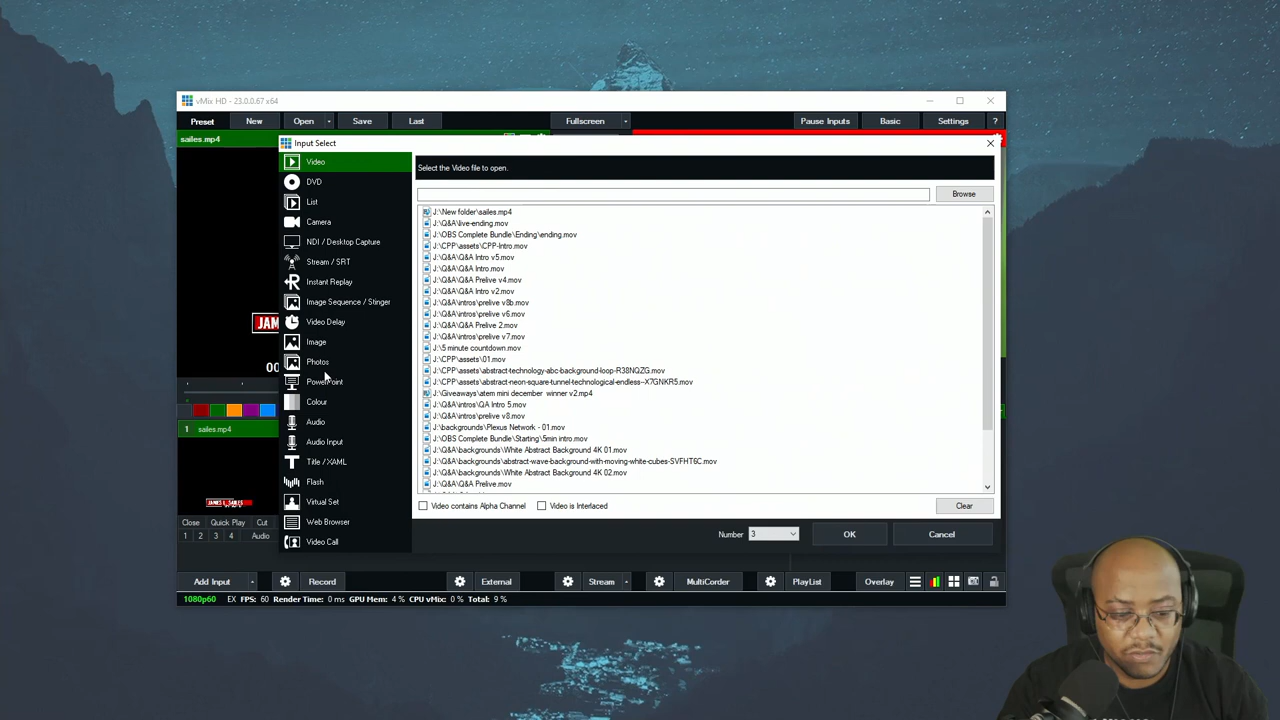 vMix HD - 23.0.0.67 x64
Preset New Open Save Last Fullscreen Pause Inputs Basic Settings ?
sailes.mp4
Input Select
Video
DVD
List
Camera
NDI / Desktop Capture
Stream / SRT
Instant Replay
Image Sequence / Stinger
Video Delay
Image
Photos
PowerPoint
Colour
Audio
Audio Input
Title / XAML
Flash
Virtual Set
Web Browser
Video Call
Select the Video file to open.
Browse
J:\New folder\sailes.mp4
J:\Q&A\live-ending.mov
J:\OBS Complete Bundle\Ending\ending.mov
J:\CPP\assets\CPP-Intro.mov
J:\Q&A\Q&A Intro v5.mov
J:\Q&A\Q&A Intro.mov
J:\Q&A\Q&A Prelive v4.mov
J:\Q&A\Q&A Intro v2.mov
J:\Q&A\intros\prelive v8b.mov
J:\Q&A\intros\prelive v6.mov
J:\Q&A\Q&A Prelive 2.mov
J:\Q&A\intros\prelive v7.mov
J:\5 minute countdown.mov
J:\CPP\assets\01.mov
J:\CPP\assets\abstract-technology-abc-background-loop-R38NQZG.mov
J:\CPP\assets\abstract-neon-square-tunnel-technological-endless--X7GNKR5.mov
J:\Giveaways\atem mini december winner v2.mp4
J:\Q&A\intros\QA Intro 5.mov
J:\Q&A\intros\prelive v8.mov
J:\backgrounds\Plexus Network - 01.mov
J:\OBS Complete Bundle\Starting\5min intro.mov
J:\Q&A\backgrounds\White Abstract Background 4K 01.mov
J:\Q&A\backgrounds\abstract-wave-background-with-moving-white-cubes-SVFHT6C.mov
J:\Q&A\backgrounds\White Abstract Background 4K 02.mov
J:\Q&A\Q&A Prelive.mov
Video contains Alpha Channel Video is Interlaced Clear
Number 3 OK Cancel
JAM
00
1 sailes.mp4
JAMES L. SAILES
Close Quick Play Cut
1 2 3 4 Audio
Add Input Record External Stream MultiCorder PlayList Overlay
1080p60 EX FPS: 60 Render Time: 0 ms GPU Mem: 4 % CPU vMix: 0 % Total: 9 %